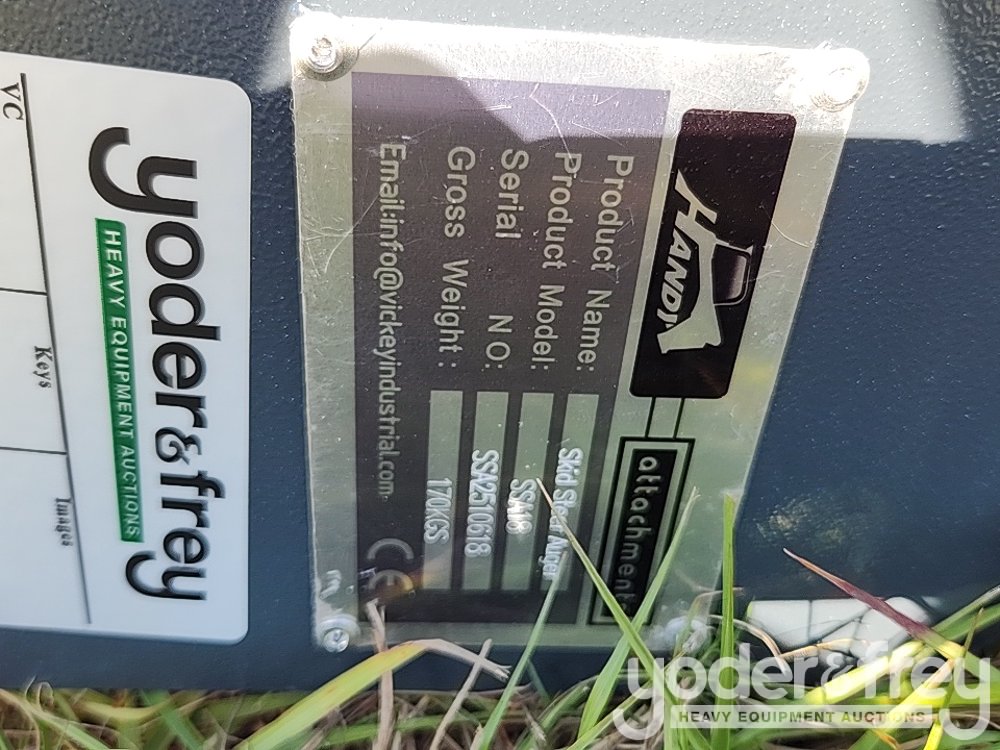 HANDY
attachment
Product Name: Skid Steer Auger
Product Model: SSA18
Serial NO: SSA2510618
Gross Weight: 170KGS
Email:info@vickeyindustrial.com
CE
yoder&frey
HEAVY EQUIPMENT AUCTIONS
VC
Keys
Images
yoder&frey
HEAVY EQUIPMENT AUCTIONS